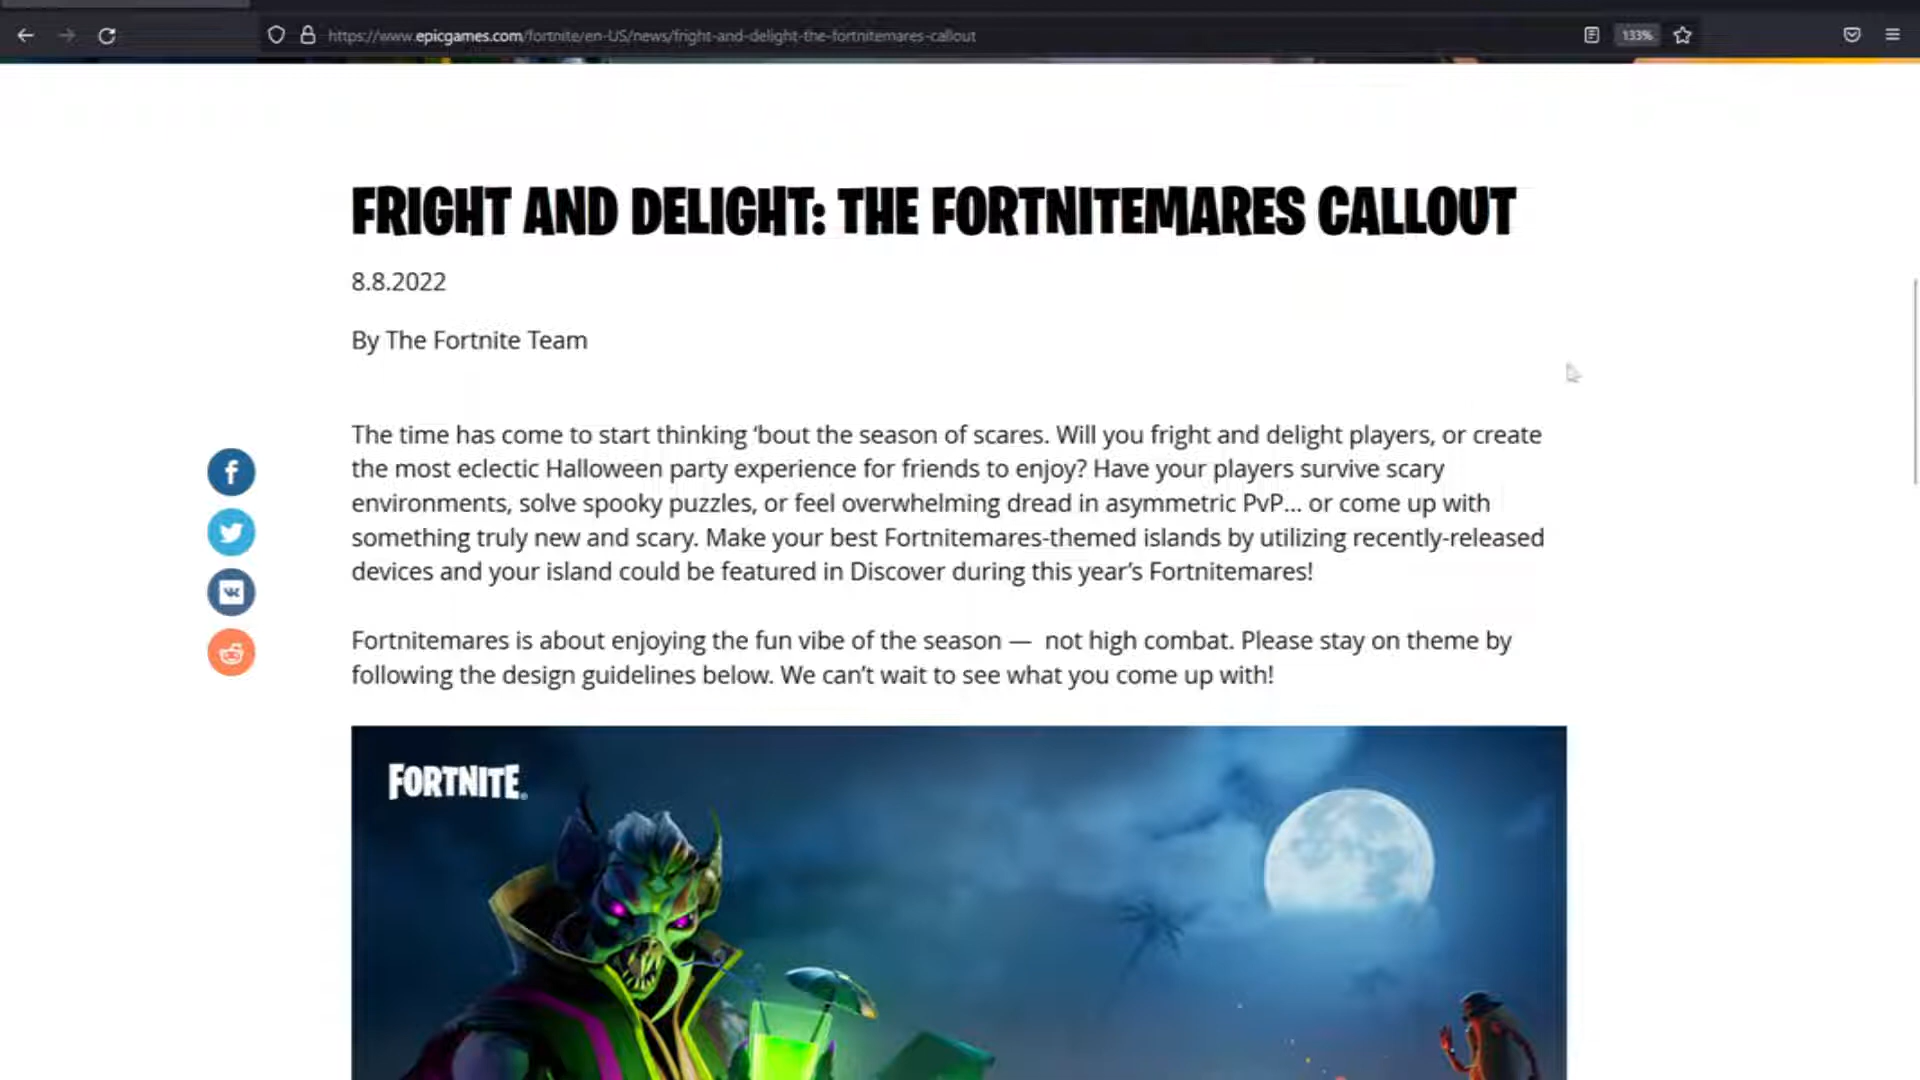 https://www.epicgames.com/fortnite/en-US/news/fright-and-delight-the-fortnitemares-callout
133%
FRIGHT AND DELIGHT: THE FORTNITEMARES CALLOUT
8.8.2022
By The Fortnite Team
The time has come to start thinking ‘bout the season of scares. Will you fright and delight players, or create
the most eclectic Halloween party experience for friends to enjoy? Have your players survive scary
environments, solve spooky puzzles, or feel overwhelming dread in asymmetric PvP... or come up with
something truly new and scary. Make your best Fortnitemares-themed islands by utilizing recently-released
devices and your island could be featured in Discover during this year’s Fortnitemares!
Fortnitemares is about enjoying the fun vibe of the season — not high combat. Please stay on theme by
following the design guidelines below. We can’t wait to see what you come up with!
FORTNITE